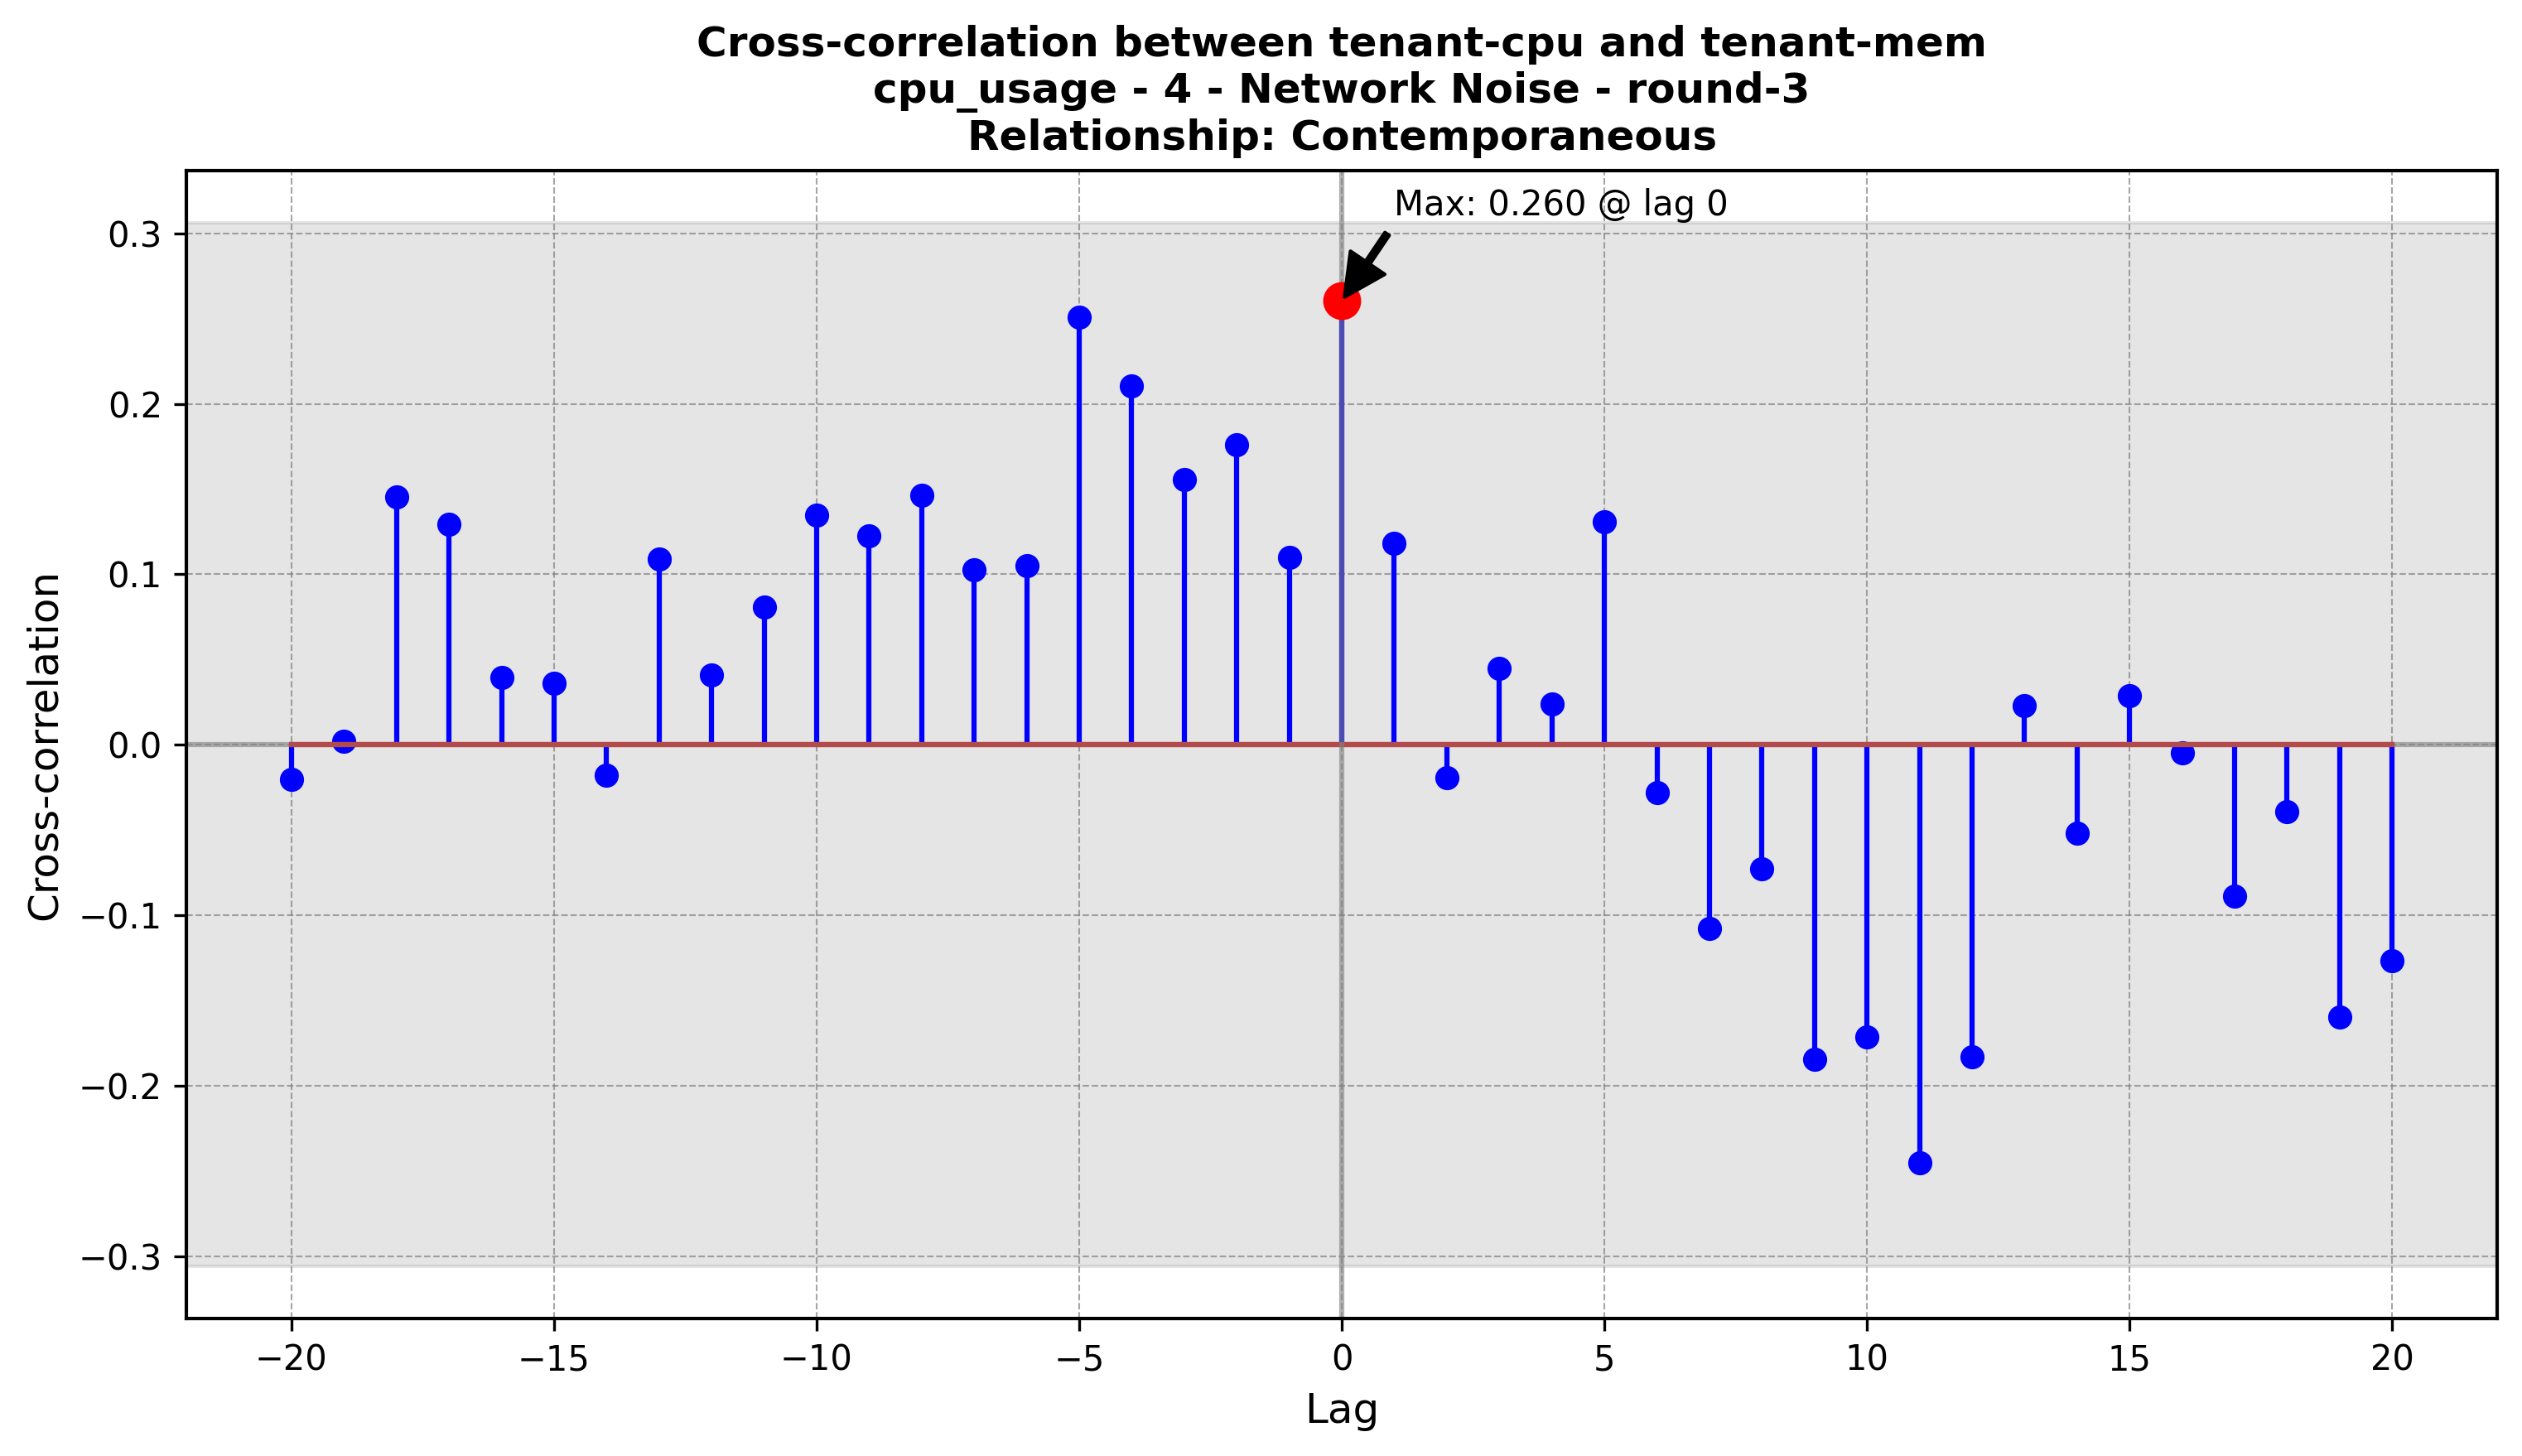 Cross-correlation between tenant-cpu and tenant-mem
cpu_usage - 4 - Network Noise - round-3
Relationship: Contemporaneous
Max: 0.260 @ lag 0
0.3
0.2
0.1
0.0
−0.1
−0.2
−0.3
Cross-correlation
−20
−15
−10
−5
0
5
10
15
20
Lag